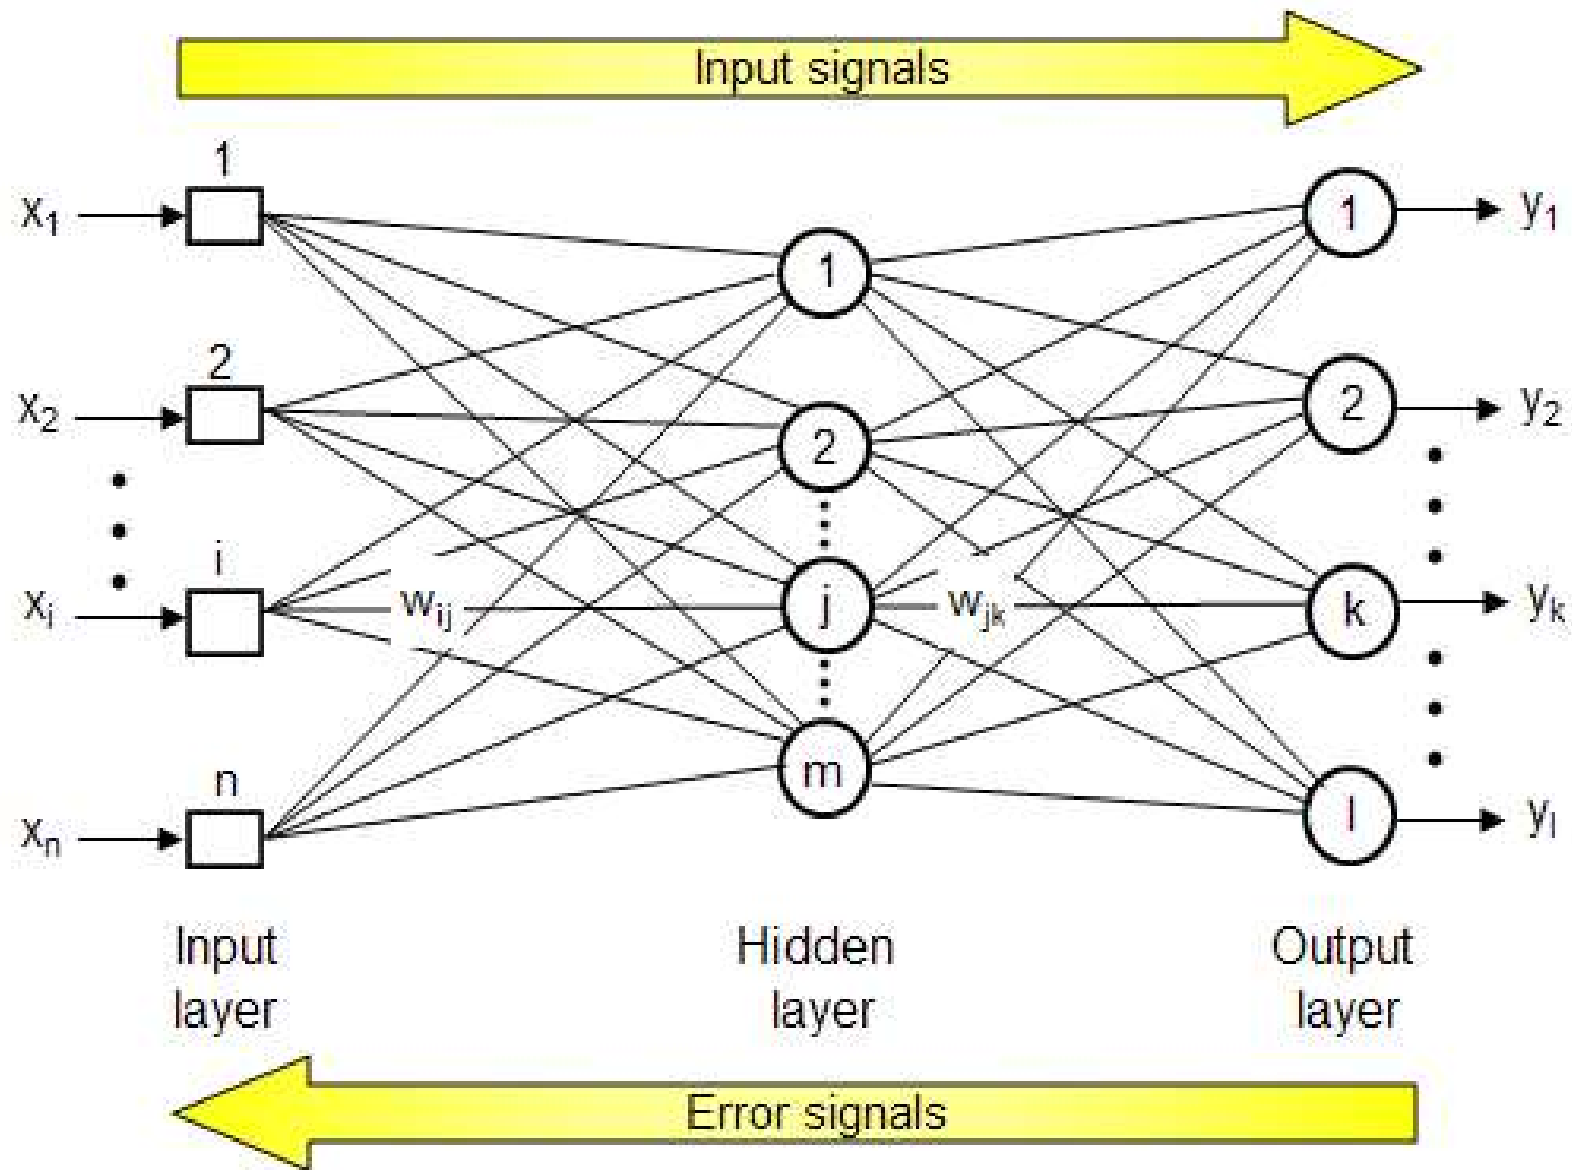 Input signals
1
x₁
1
1
y₁
2
x₂
2
2
y₂
i
xᵢ
wᵢⱼ
j
wⱼₖ
k
yₖ
n
xₙ
m
l
yₗ
Input layer
Hidden layer
Output layer
Error signals